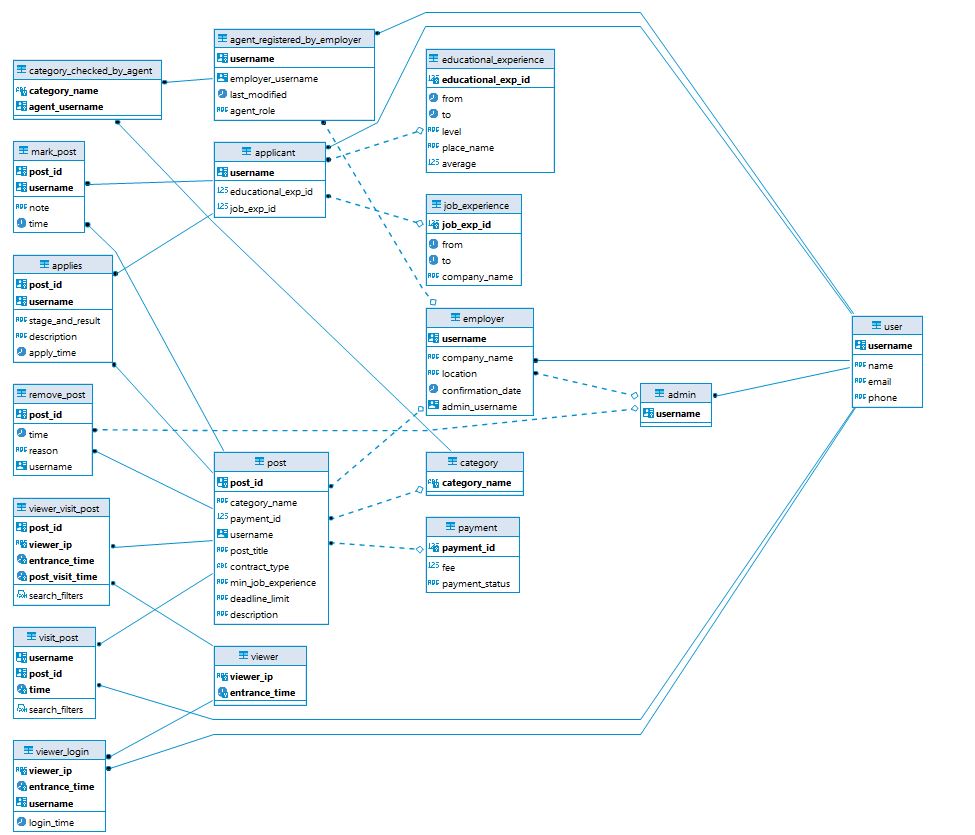 category_checked_by_agent
category_name
agent_username
mark_post
post_id
username
note
time
applies
post_id
username
stage_and_result
description
apply_time
remove_post
post_id
time
reason
username
viewer_visit_post
post_id
viewer_ip
entrance_time
post_visit_time
search_filters
visit_post
username
post_id
time
search_filters
viewer_login
viewer_ip
entrance_time
username
login_time
agent_registered_by_employer
username
employer_username
last_modified
agent_role
applicant
username
educational_exp_id
job_exp_id
post
post_id
category_name
payment_id
username
post_title
contract_type
min_job_experience
deadline_limit
description
viewer
viewer_ip
entrance_time
educational_experience
educational_exp_id
from
to
level
place_name
average
job_experience
job_exp_id
from
to
company_name
employer
username
company_name
location
confirmation_date
admin_username
category
category_name
payment
payment_id
fee
payment_status
admin
username
user
username
name
email
phone